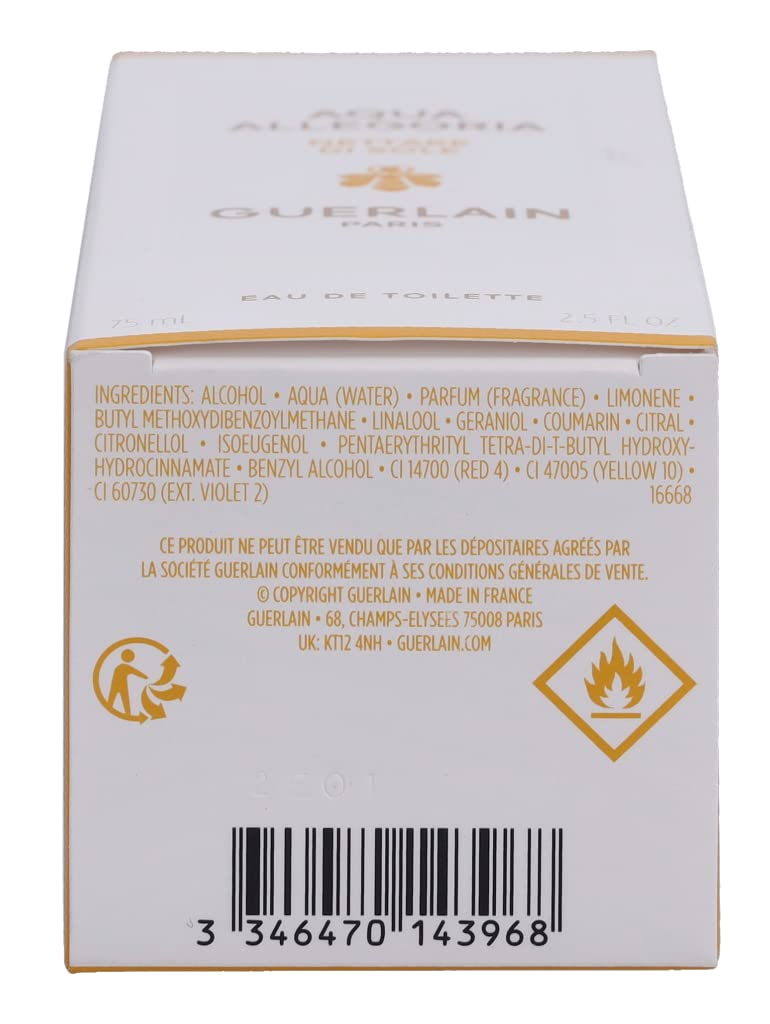 AQUA
ALLEGORIA
NETTARE
DI SOLE
GUERLAIN
PARIS
EAU DE TOILETTE
75 mL 2.5 FL.OZ
INGREDIENTS: ALCOHOL • AQUA (WATER) • PARFUM (FRAGRANCE) • LIMONENE •
BUTYL METHOXYDIBENZOYLMETHANE • LINALOOL • GERANIOL • COUMARIN • CITRAL •
CITRONELLOL • ISOEUGENOL • PENTAERYTHRITYL TETRA-DI-T-BUTYL HYDROXY-
HYDROCINNAMATE • BENZYL ALCOHOL • CI 14700 (RED 4) • CI 47005 (YELLOW 10) •
CI 60730 (EXT. VIOLET 2) 16668
CE PRODUIT NE PEUT ÊTRE VENDU QUE PAR LES DÉPOSITAIRES AGRÉÉS PAR
LA SOCIÉTÉ GUERLAIN CONFORMÉMENT À SES CONDITIONS GÉNÉRALES DE VENTE.
© COPYRIGHT GUERLAIN • MADE IN FRANCE
GUERLAIN • 68, CHAMPS-ELYSEES 75008 PARIS
UK: KT12 4NH • GUERLAIN.COM
3 346470 143968